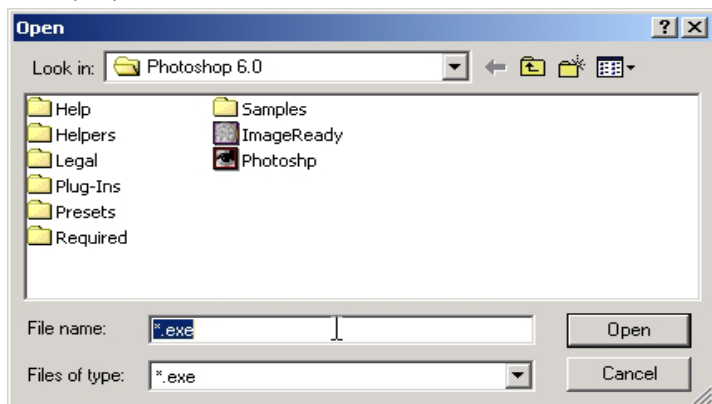 Open
Look in: Photoshop 6.0
Help
Helpers
Legal
Plug-Ins
Presets
Required
Samples
ImageReady
Photoshp
File name: *.exe Open
Files of type: *.exe Cancel